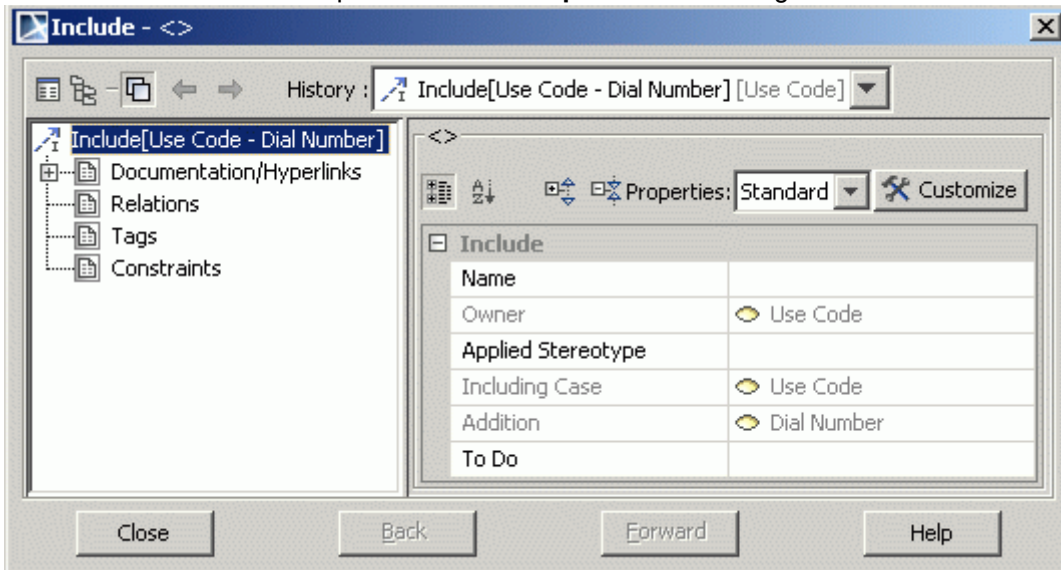 Include - <>
History : Include[Use Code - Dial Number] [Use Code]
Include[Use Code - Dial Number]
Documentation/Hyperlinks
Relations
Tags
Constraints
<>
Properties: Standard Customize
Include
Name
Owner Use Code
Applied Stereotype
Including Case Use Code
Addition Dial Number
To Do
Close Back Forward Help